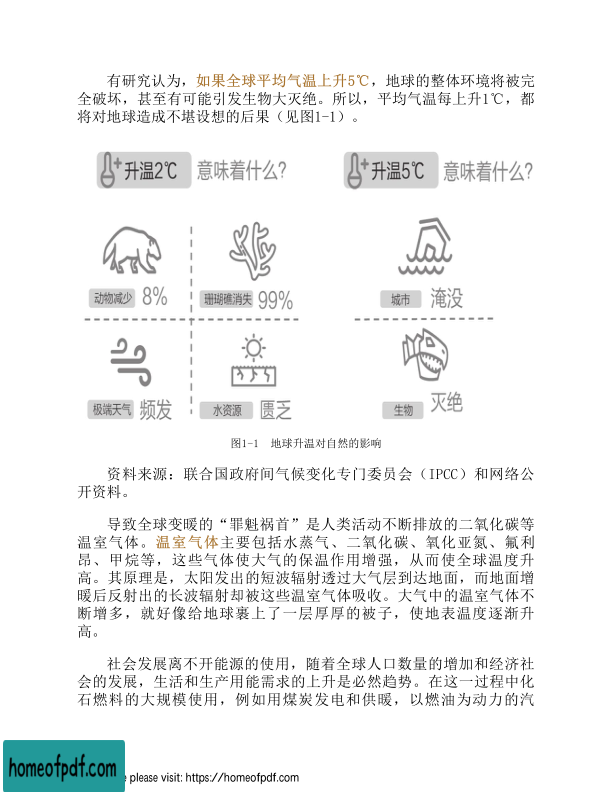 有研究认为，如果全球平均气温上升5℃，地球的整体环境将被完
全破坏，甚至有可能引发生物大灭绝。所以，平均气温每上升1℃，都
将对地球造成不堪设想的后果（见图1-1）。
升温2℃ 意味着什么?
升温5℃ 意味着什么?
动物减少 8%
珊瑚礁消失 99%
城市 淹没
极端天气 频发
水资源 匮乏
生物 灭绝
图1-1 地球升温对自然的影响
资料来源：联合国政府间气候变化专门委员会（IPCC）和网络公
开资料。
导致全球变暖的“罪魁祸首”是人类活动不断排放的二氧化碳等
温室气体。温室气体主要包括水蒸气、二氧化碳、氧化亚氮、氟利
昂、甲烷等，这些气体使大气的保温作用增强，从而使全球温度升
高。其原理是，太阳发出的短波辐射透过大气层到达地面，而地面增
暖后反射出的长波辐射却被这些温室气体吸收。大气中的温室气体不
断增多，就好像给地球裹上了一层厚厚的被子，使地表温度逐渐升
高。
社会发展离不开能源的使用，随着全球人口数量的增加和经济社
会的发展，生活和生产用能需求的上升是必然趋势。在这一过程中化
石燃料的大规模使用，例如用煤炭发电和供暖，以燃油为动力的汽
homeofpdf.com
please visit: https://homeofpdf.com